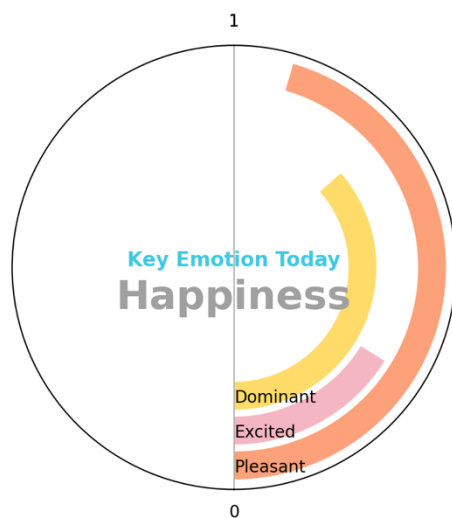 1
Key Emotion Today
Happiness
Dominant
Excited
Pleasant
0